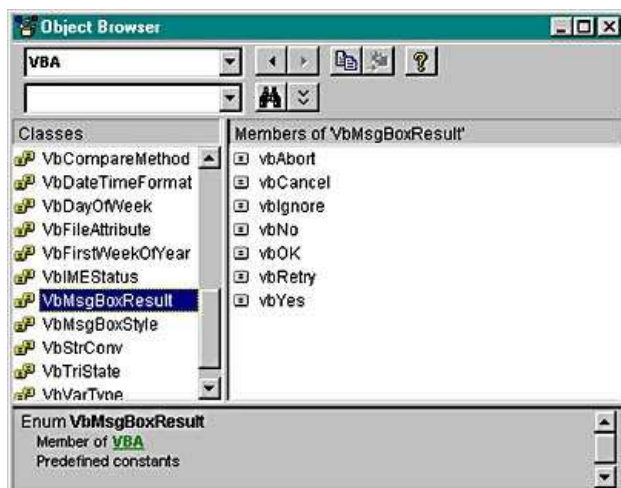 Object Browser
VBA
Classes
Members of 'VbMsgBoxResult'
VbCompareMethod
VbDateTimeFormat
VbDayOfWeek
VbFileAttribute
VbFirstWeekOfYear
VbIMEStatus
VbMsgBoxResult
VbMsgBoxStyle
VbStrConv
VbTriState
VbVarType
vbAbort
vbCancel
vbIgnore
vbNo
vbOK
vbRetry
vbYes
Enum VbMsgBoxResult
Member of VBA
Predefined constants